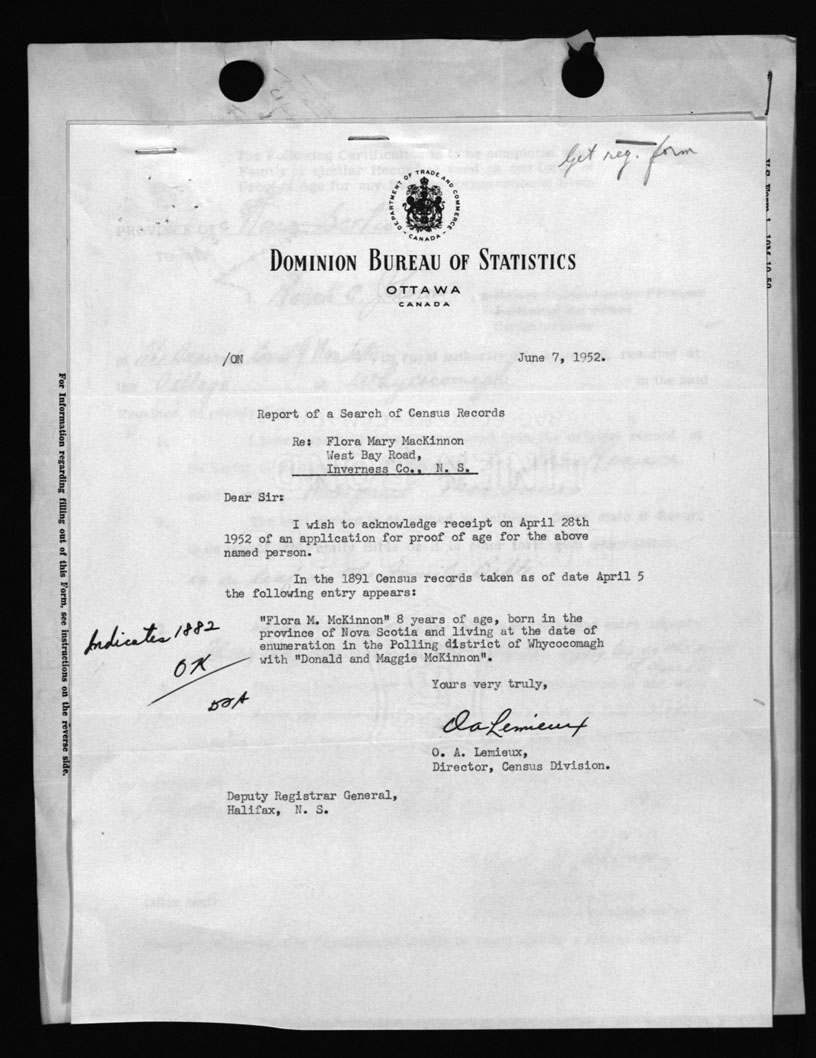 Get reg. form
DEPARTMENT OF TRADE AND COMMERCE
CANADA
DOMINION BUREAU OF STATISTICS
OTTAWA
CANADA
/ON June 7, 1952.
Report of a Search of Census Records
Re: Flora Mary MacKinnon
West Bay Road,
Inverness Co., N. S.
Dear Sir:
I wish to acknowledge receipt on April 28th
1952 of an application for proof of age for the above
named person.
In the 1891 Census records taken as of date April 5
the following entry appears:
"Flora M. McKinnon" 8 years of age, born in the
province of Nova Scotia and living at the date of
enumeration in the Polling district of Whycocomagh
with "Donald and Maggie McKinnon".
Indicates 1882
OK
Yours very truly,
OA Lemieux
O. A. Lemieux,
Director, Census Division.
Deputy Registrar General,
Halifax, N. S.
For Information regarding filling out of this Form, see instructions on the reverse side.